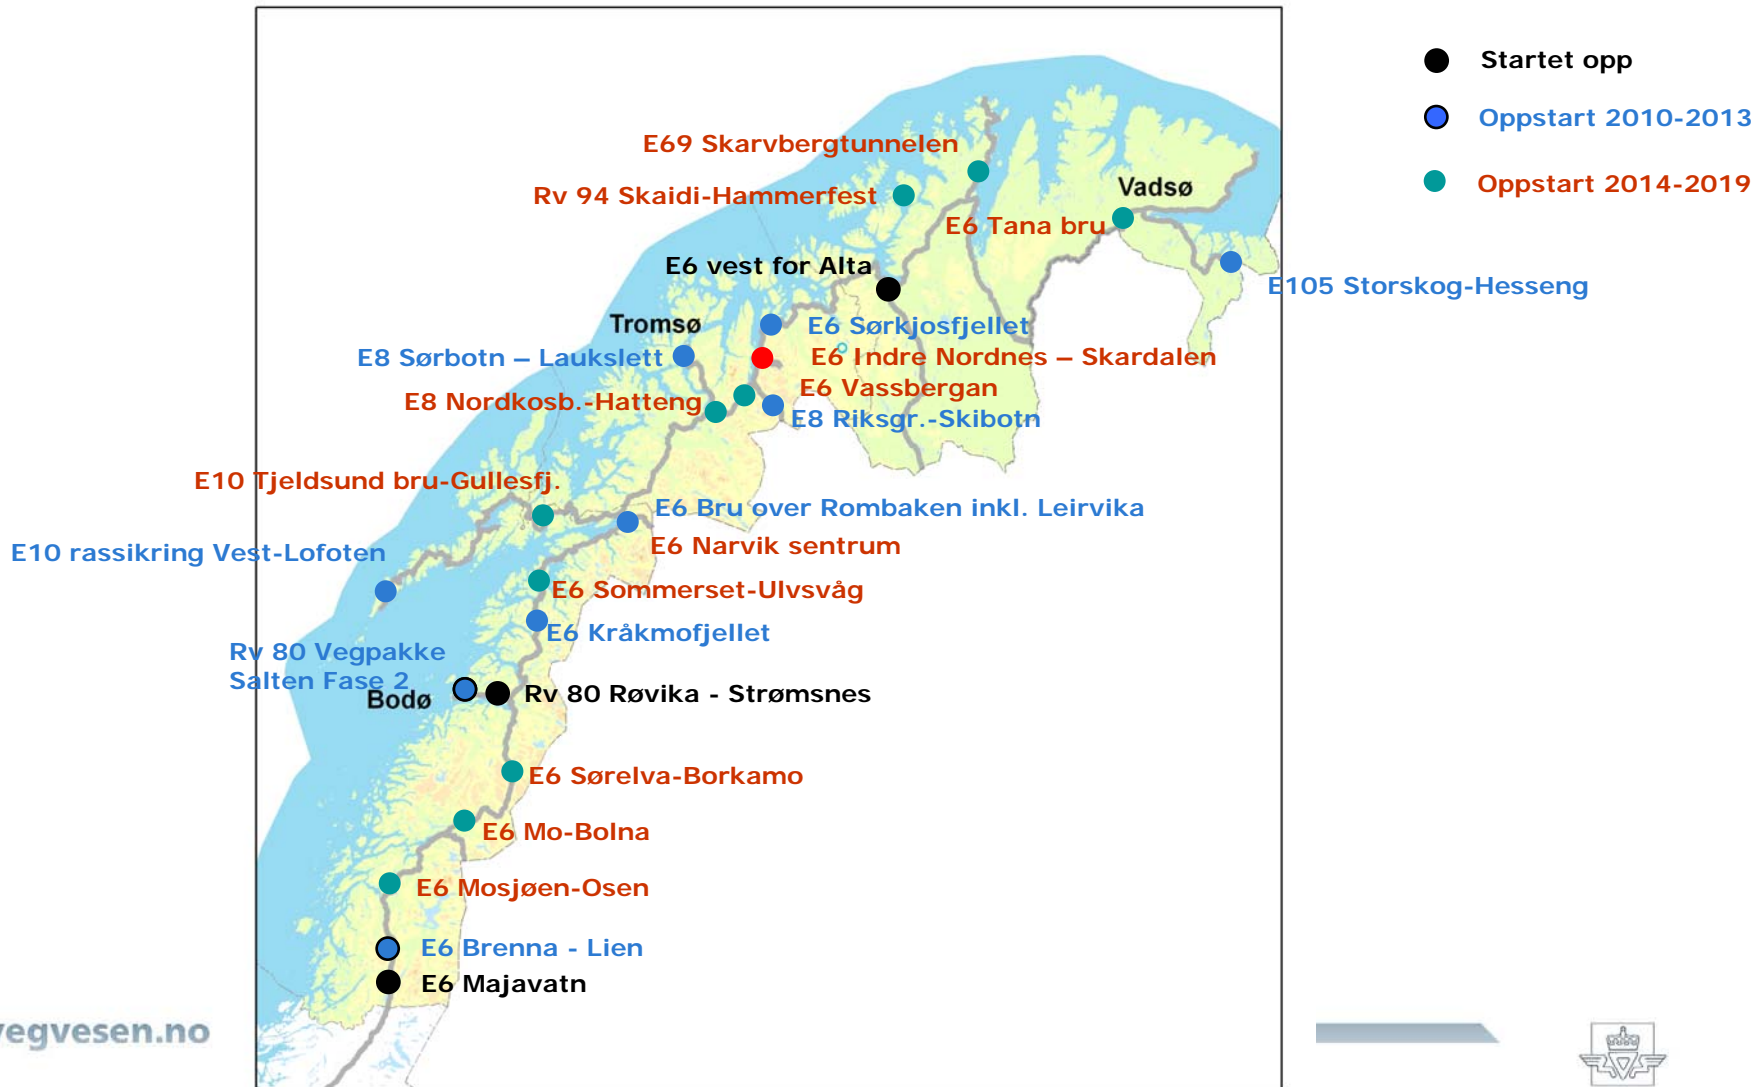 Startet opp
Oppstart 2010-2013
Oppstart 2014-2019
E69 Skarvbergtunnelen
Rv 94 Skaidi-Hammerfest
Vadsø
E6 Tana bru
E6 vest for Alta
E105 Storskog-Hesseng
Tromsø
E6 Sørkjosfjellet
E8 Sørbotn – Laukslett
E6 Indre Nordnes – Skardalen
E6 Vassbergan
E8 Nordkosb.-Hatteng
E8 Riksgr.-Skibotn
E10 Tjeldsund bru-Gullesfj.
E6 Bru over Rombaken inkl. Leirvika
E6 Narvik sentrum
E10 rassikring Vest-Lofoten
E6 Sommerset-Ulvsvåg
E6 Kråkmofjellet
Rv 80 Vegpakke
Salten Fase 2
Bodø
Rv 80 Røvika - Strømsnes
E6 Sørelva-Borkamo
E6 Mo-Bolna
E6 Mosjøen-Osen
E6 Brenna - Lien
E6 Majavatn
vegvesen.no